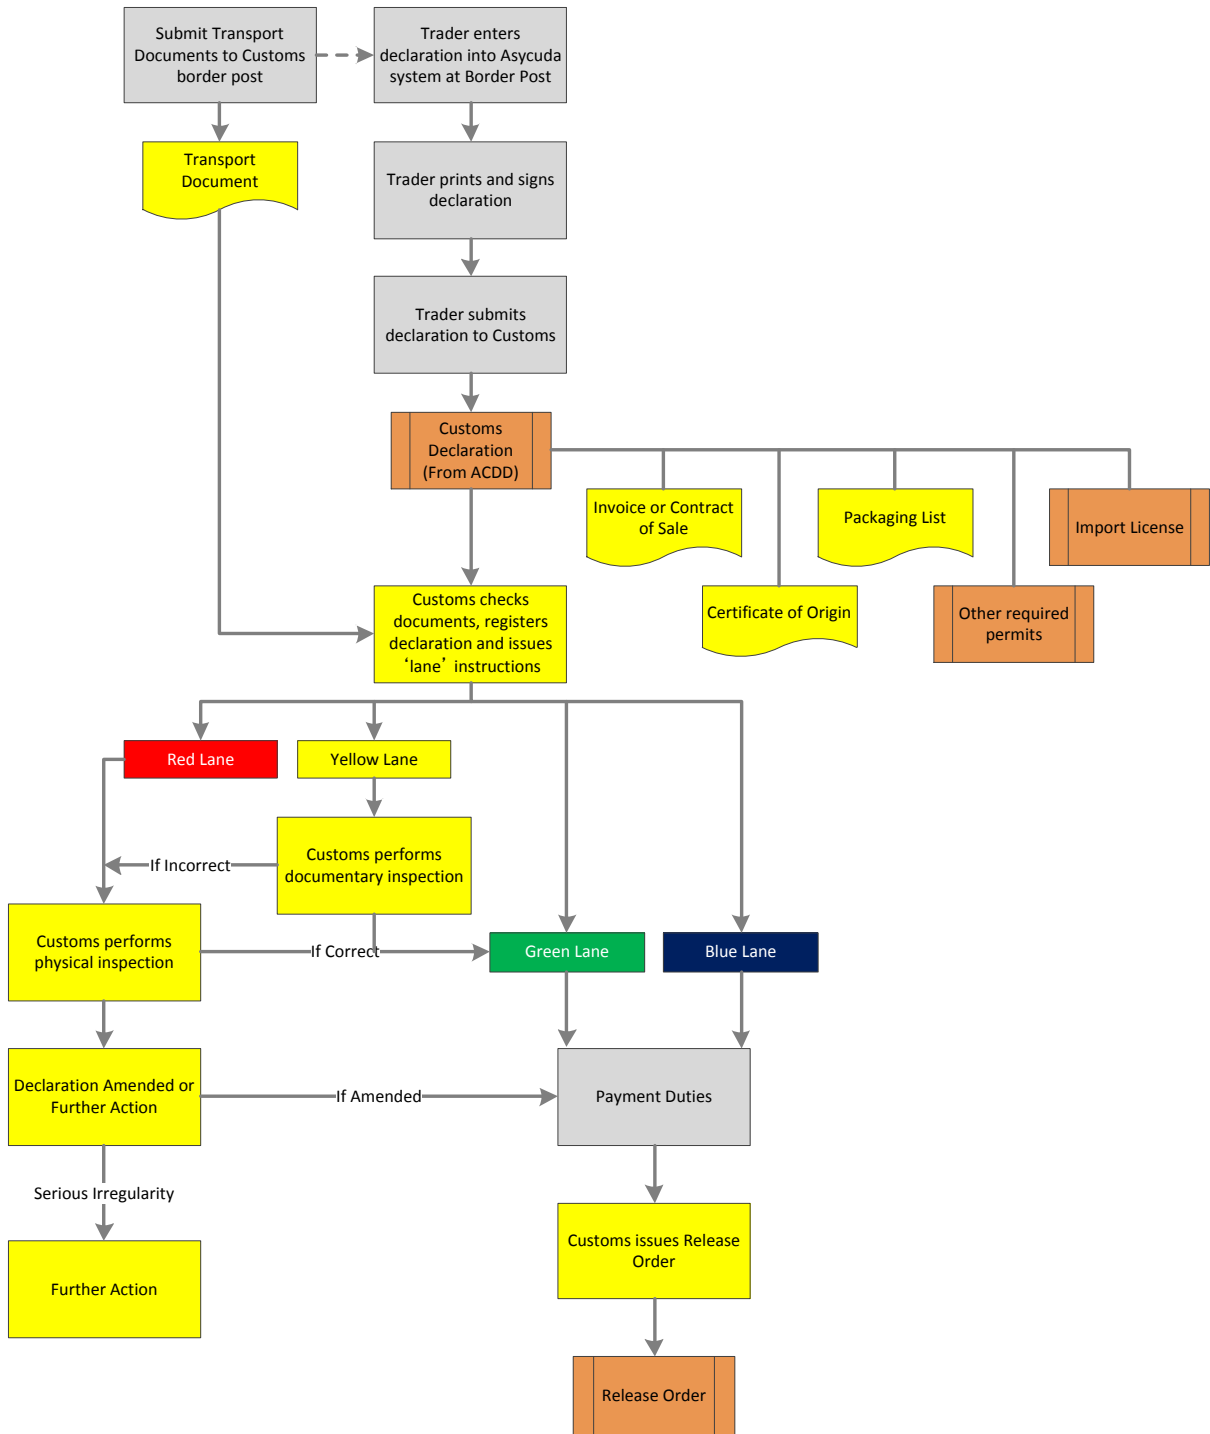 Submit Transport
Documents to Customs
border post
Trader enters
declaration into Asycuda
system at Border Post
Transport
Document
Trader prints and signs
declaration
Trader submits
declaration to Customs
Customs
Declaration
(From ACDD)
Invoice or Contract
of Sale
Packaging List
Import License
Certificate of Origin
Other required
permits
Customs checks
documents, registers
declaration and issues
‘lane’ instructions
Red Lane
Yellow Lane
Customs performs
documentary inspection
If Incorrect
Customs performs
physical inspection
If Correct
Green Lane
Blue Lane
Declaration Amended or
Further Action
If Amended
Payment Duties
Serious Irregularity
Customs issues Release
Order
Further Action
Release Order